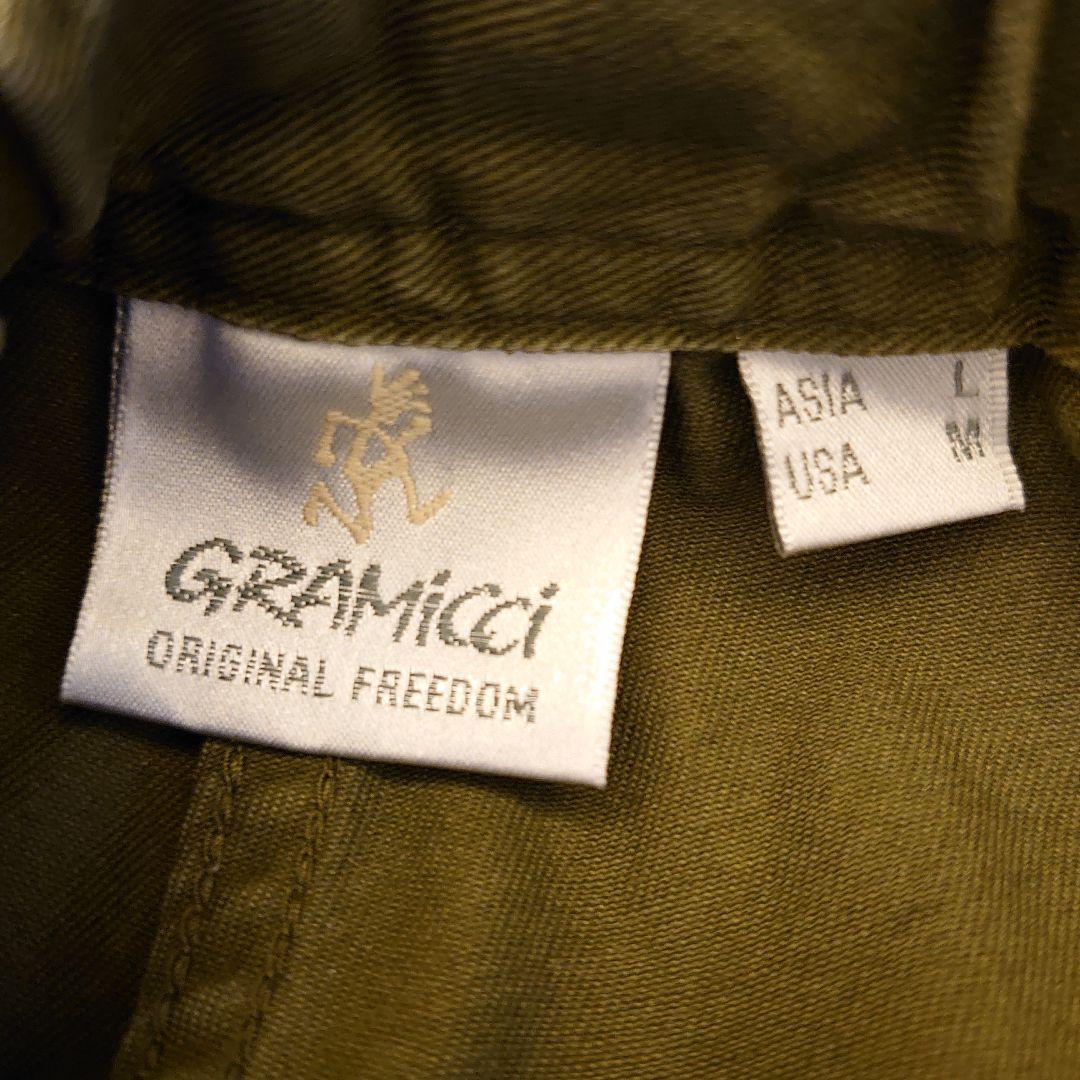 GRAMiCCi
ORIGINAL FREEDOM
ASIA L
USA M